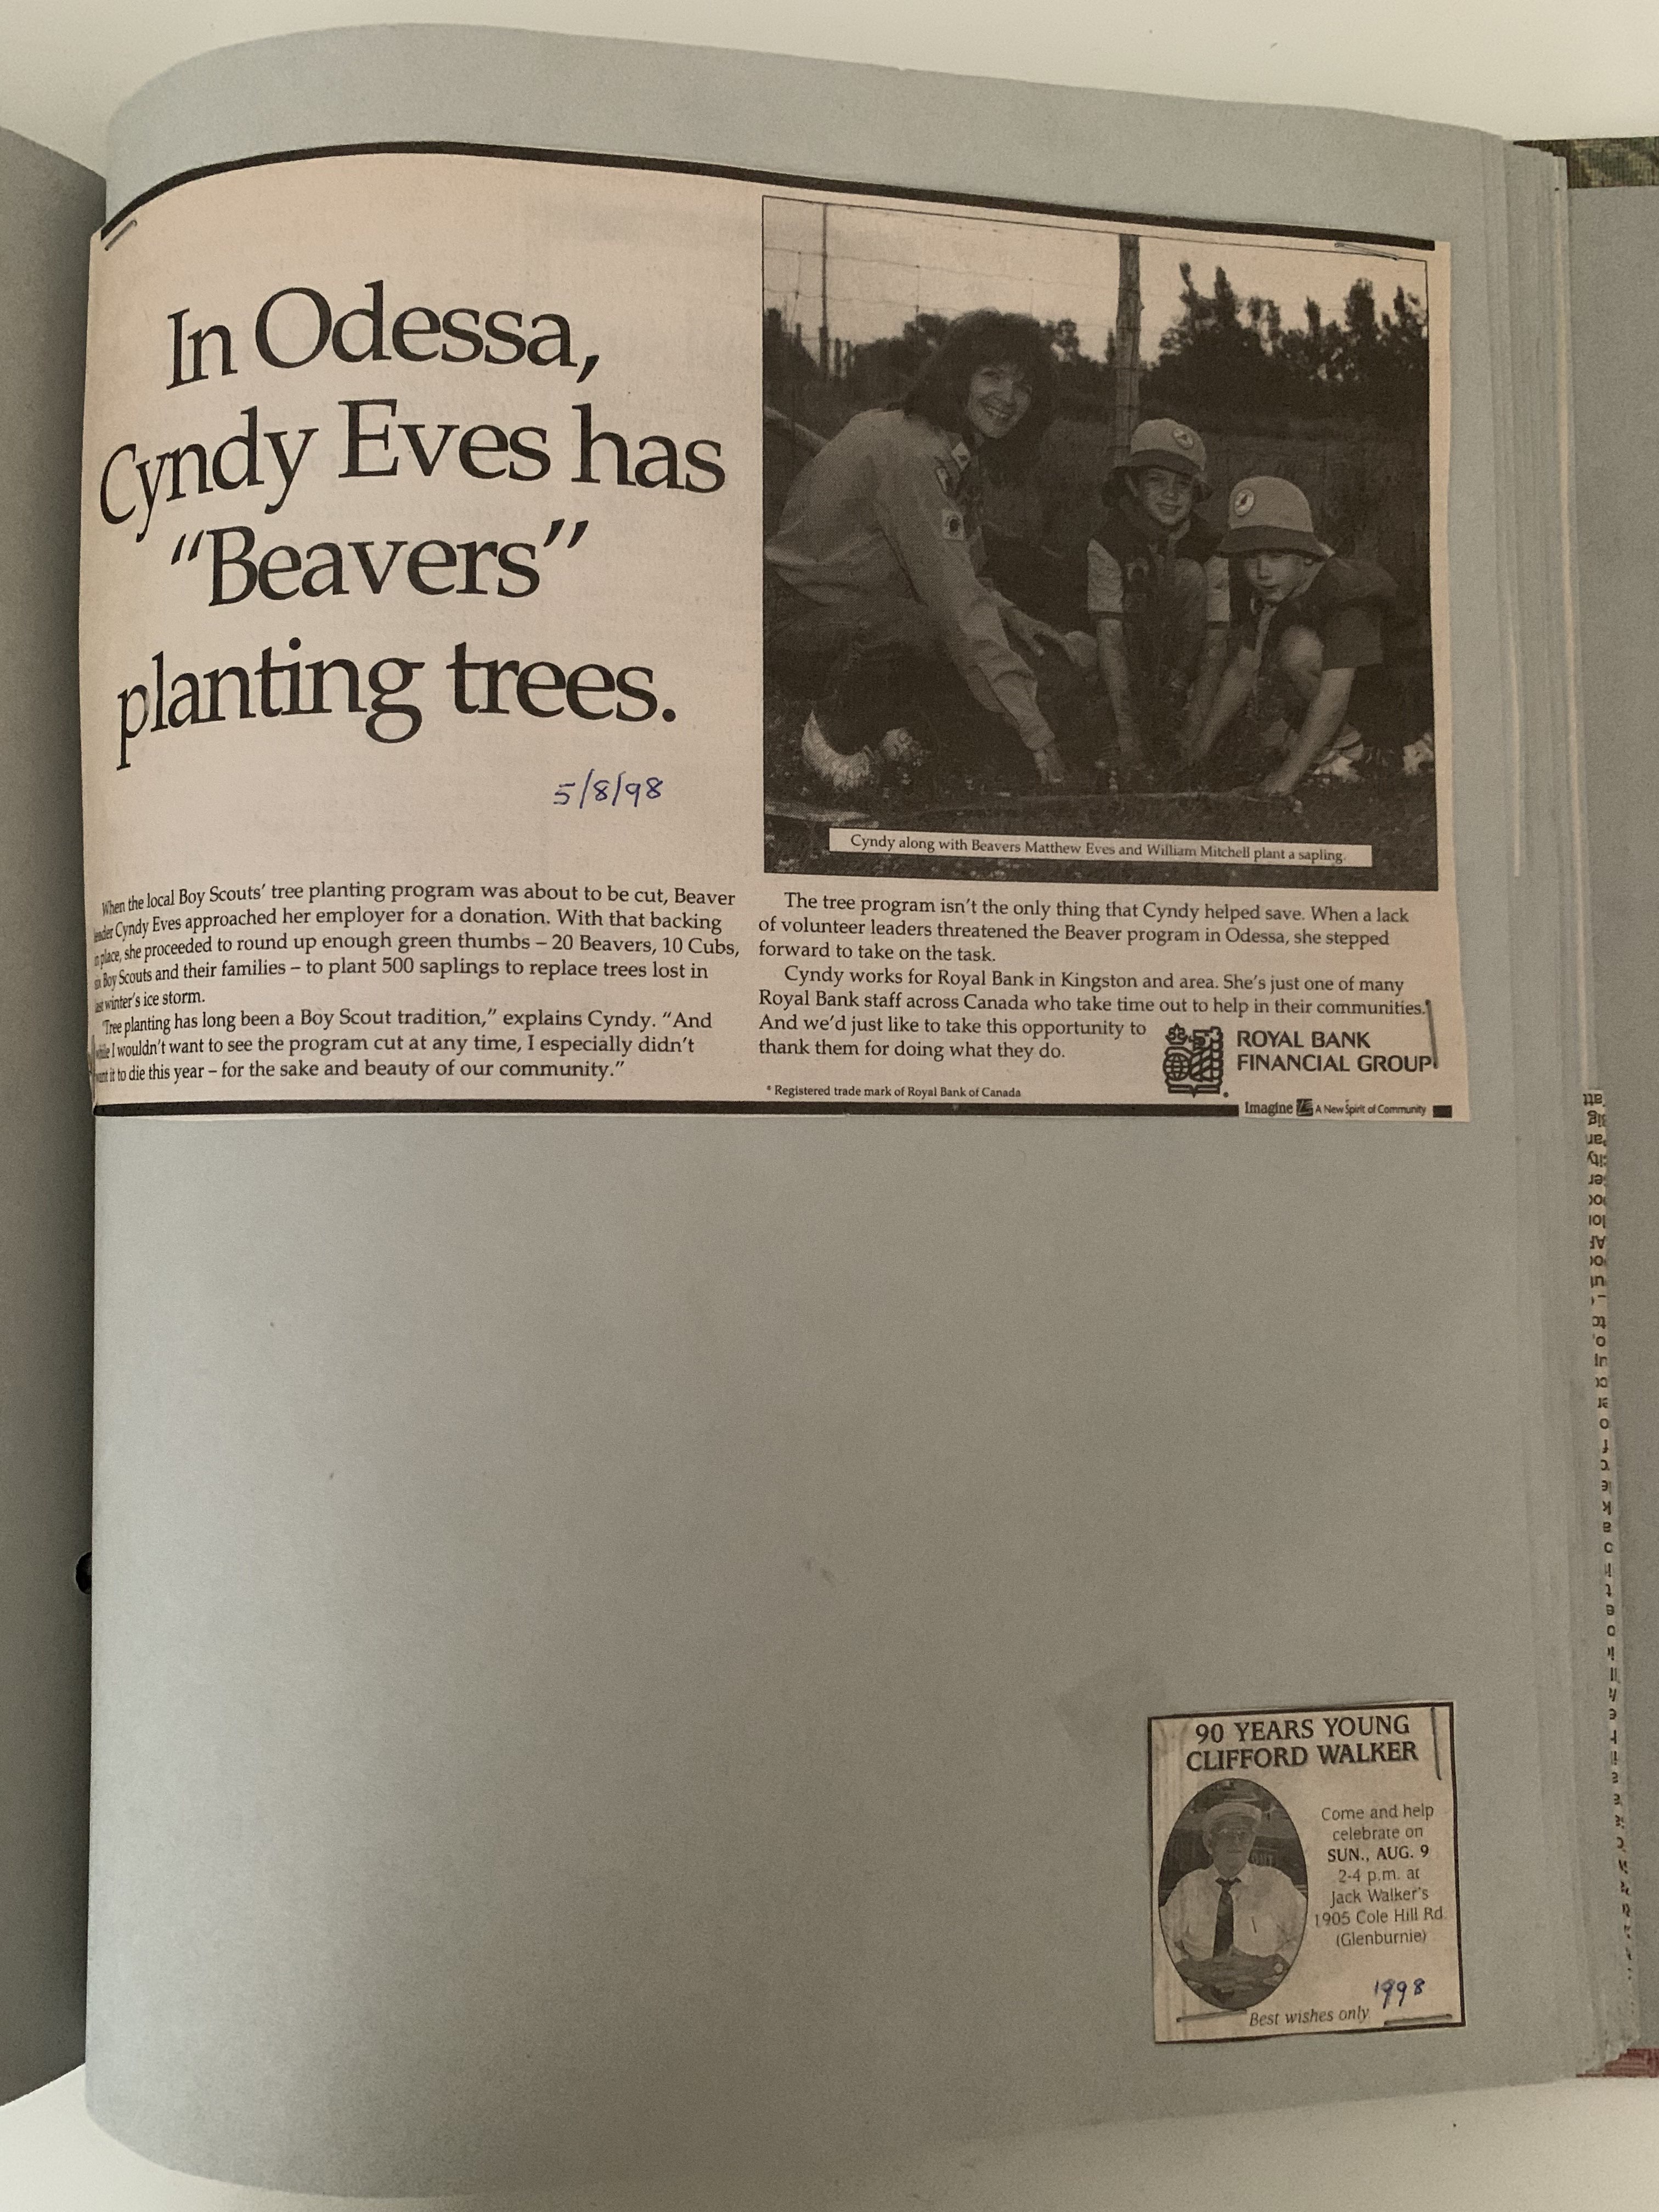 In Odessa,
Cyndy Eves has
“Beavers”
planting trees.
5/8/98
Cyndy along with Beavers Matthew Eves and William Mitchell plant a sapling.
When the local Boy Scouts’ tree planting program was about to be cut, Beaver
leader Cyndy Eves approached her employer for a donation. With that backing
in place, she proceeded to round up enough green thumbs – 20 Beavers, 10 Cubs,
six Boy Scouts and their families – to plant 500 saplings to replace trees lost in
last winter’s ice storm.
“Tree planting has long been a Boy Scout tradition,” explains Cyndy. “And
while I wouldn’t want to see the program cut at any time, I especially didn’t
want it to die this year – for the sake and beauty of our community.”
The tree program isn’t the only thing that Cyndy helped save. When a lack
of volunteer leaders threatened the Beaver program in Odessa, she stepped
forward to take on the task.
Cyndy works for Royal Bank in Kingston and area. She’s just one of many
Royal Bank staff across Canada who take time out to help in their communities.
And we’d just like to take this opportunity to
thank them for doing what they do.
ROYAL BANK
FINANCIAL GROUP
* Registered trade mark of Royal Bank of Canada
Imagine A New Spirit of Community
90 YEARS YOUNG
CLIFFORD WALKER
Come and help
celebrate on
SUN., AUG. 9
2-4 p.m. at
Jack Walker’s
1905 Cole Hill Rd.
(Glenburnie)
1998
Best wishes only